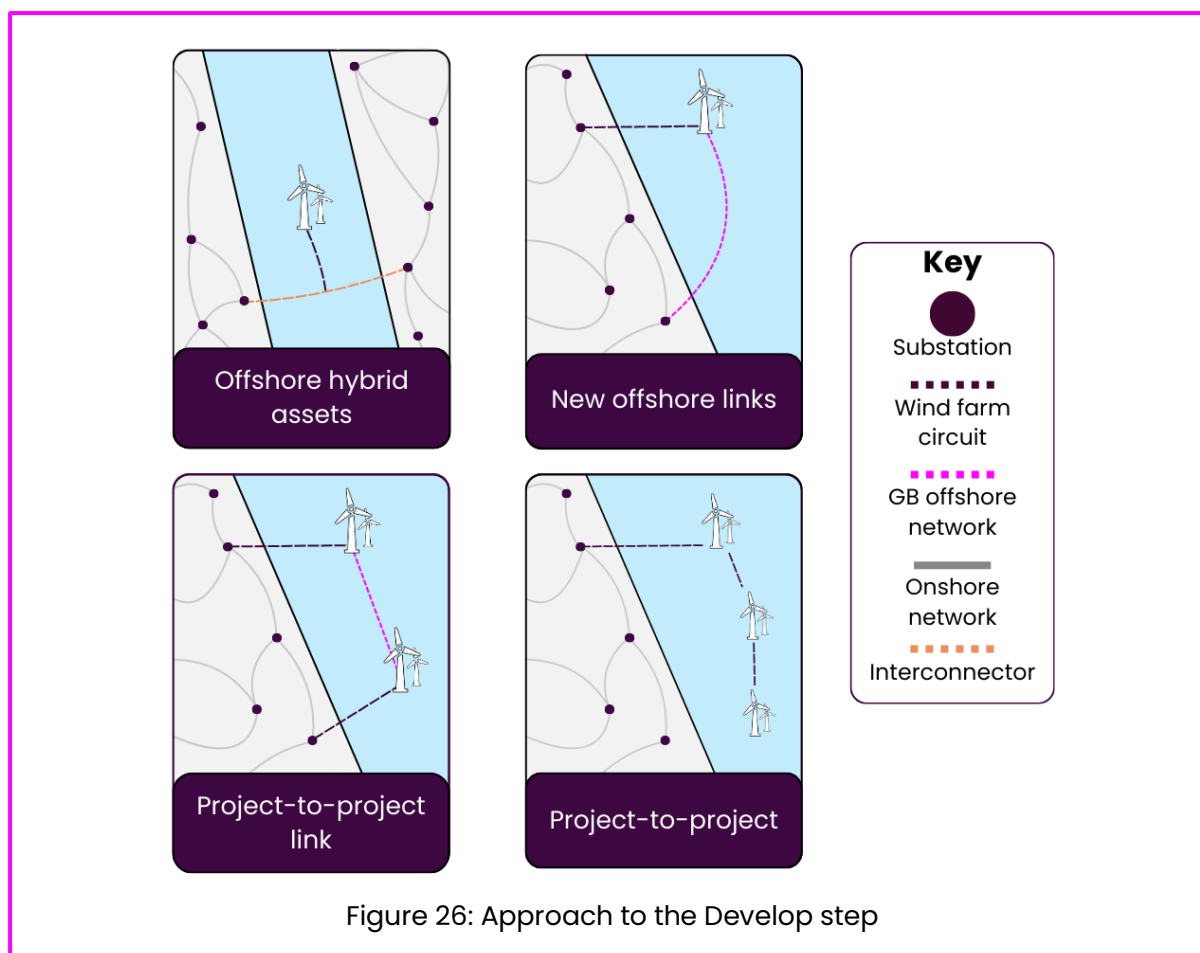 Offshore hybrid
assets
New offshore links
Project-to-project
link
Project-to-project
Key
Substation
Wind farm
circuit
GB offshore
network
Onshore
network
Interconnector
Figure 26: Approach to the Develop step